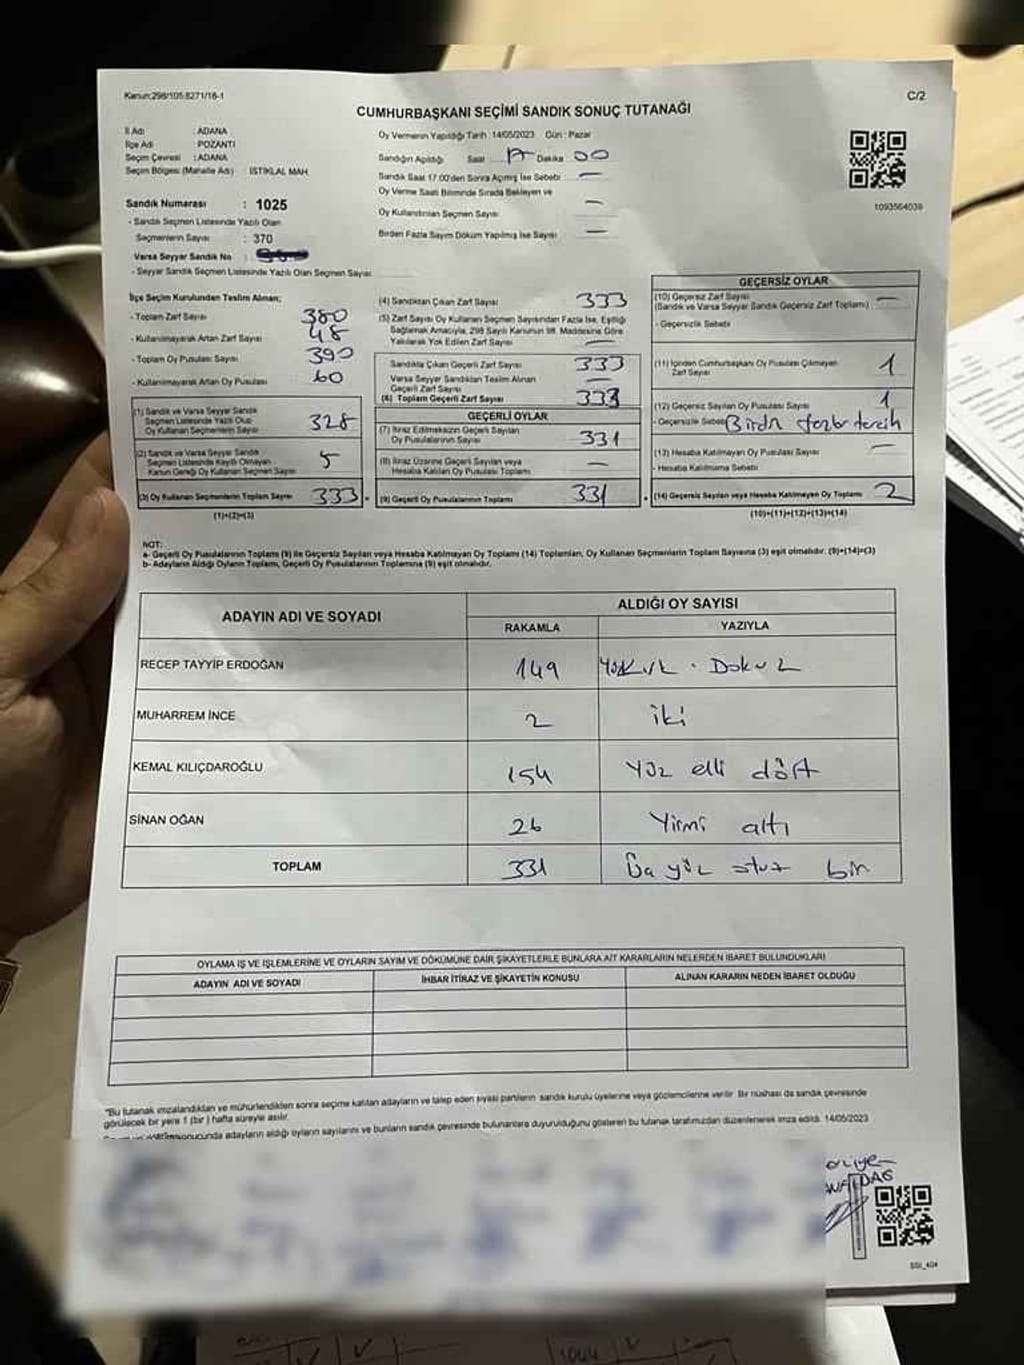 Kanun:298/105.8271/18-1
C/2
CUMHURBAŞKANI SEÇİMİ SANDIK SONUÇ TUTANAĞI
İl Adı : ADANA
İlçe Adı : POZANTI
Seçim Çevresi : ADANA
Seçim Bölgesi (Mahalle Adı) : İSTİKLAL MAH.
Sandık Numarası : 1025
- Sandık Seçmen Listesinde Yazılı Olan
Seçmenlerin Sayısı : 370
Varsa Seyyar Sandık No :
- Seyyar Sandık Seçmen Listesinde Yazılı Olan Seçmen Sayısı:
Oy Vermenin Yapıldığı Tarih :14/05/2023 Gün : Pazar
Sandığın Açıldığı Saat 17 Dakika 00
Sandık Saat 17:00'den Sonra Açılmış İse Sebebi —
Oy Verme Saati Bitiminde Sırada Bekleyen ve
Oy Kullandırılan Seçmen Sayısı —
Birden Fazla Sayım Döküm Yapılmış İse Sayısı —
1093564039
İlçe Seçim Kurulundan Teslim Alınan;
- Toplam Zarf Sayısı 380
- Kullanılmayarak Artan Zarf Sayısı 48
- Toplam Oy Pusulası Sayısı 390
- Kullanılmayarak Artan Oy Pusulası 60
(1) Sandık ve Varsa Seyyar Sandık
Seçmen Listesinde Yazılı Olup
Oy Kullanan Seçmenlerin Sayısı 328
(2) Sandık ve Varsa Seyyar Sandık
Seçmen Listesinde Kayıtlı Olmayan
Kanun Gereği Oy Kullanan Seçmen Sayısı 5
(3) Oy Kullanan Seçmenlerin Toplam Sayısı 333
(1)+(2)=(3)
(4) Sandıktan Çıkan Zarf Sayısı 333
(5) Zarf Sayısı Oy Kullanan Seçmen Sayısından Fazla İse, Eşitliği
Sağlamak Amacıyla, 298 Sayılı Kanunun 98. Maddesine Göre
Yakılarak Yok Edilen Zarf Sayısı —
Sandıkta Çıkan Geçerli Zarf Sayısı 333
Varsa Seyyar Sandıktan Teslim Alınan
Geçerli Zarf Sayısı —
(6) Toplam Geçerli Zarf Sayısı 333
GEÇERLİ OYLAR
(7) İtiraz Edilmeksizin Geçerli Sayılan
Oy Pusulalarının Sayısı 331
(8) İtiraz Üzerine Geçerli Sayılan veya
Hesaba Katılan Oy Pusulası Toplamı —
(9) Geçerli Oy Pusulalarının Toplamı 331
GEÇERSİZ OYLAR
(10) Geçersiz Zarf Sayısı —
(Sandık ve Varsa Seyyar Sandık Geçersiz Zarf Toplamı)
- Geçersizlik Sebebi
(11) İçinden Cumhurbaşkanı Oy Pusulası Çıkmayan
Zarf Sayısı 1
(12) Geçersiz Sayılan Oy Pusulası Sayısı 1
- Geçersizlik Sebebi Birdn fazla tercih
(13) Hesaba Katılmayan Oy Pusulası Sayısı —
- Hesaba Katılmama Sebebi
(14) Geçersiz Sayılan veya Hesaba Katılmayan Oy Toplamı 2
(10)+(11)+(12)+(13)=(14)
NOT:
a- Geçerli Oy Pusulalarının Toplamı (9) ile Geçersiz Sayılan veya Hesaba Katılmayan Oy Toplamı (14) Toplamları, Oy Kullanan Seçmenlerin Toplam Sayısına (3) eşit olmalıdır. (9)+(14)=(3)
b- Adayların Aldığı Oyların Toplamı, Geçerli Oy Pusulalarının Toplamına (9) eşit olmalıdır.
ADAYIN ADI VE SOYADI
ALDIĞI OY SAYISI
RAKAMLA YAZIYLA
RECEP TAYYİP ERDOĞAN 149 Dokuz
MUHARREM İNCE 2 iki
KEMAL KILIÇDAROĞLU 154 Yüz elli dört
SİNAN OĞAN 26 Yirmi altı
TOPLAM 331 Üç yüz otuz bir
OYLAMA İŞ VE İŞLEMLERİNE VE OYLARIN SAYIM VE DÖKÜMÜNE DAİR ŞİKAYETLERLE BUNLARA AİT KARARLARIN NELERDEN İBARET BULUNDUKLARI
ADAYIN ADI VE SOYADI İHBAR İTİRAZ VE ŞİKAYETİN KONUSU ALINAN KARARIN NEDEN İBARET OLDUĞU
"Bu tutanak imzalandıktan ve mühürlendikten sonra seçime katılan adayların ve talep eden siyasi partilerin sandık kurulu üyelerine veya gözlemcilerine verilir. Bir nüshası da sandık çevresinde
görülecek bir yere 1 (bir) hafta süreyle asılır.
sonucunda adayların aldığı oyların sayılarını ve bunların sandık çevresinde bulunanlara duyurulduğunu gösteren bu tutanak tarafımızdan düzenlenerek imza edildi. 14/05/2023
SGI_404
1004